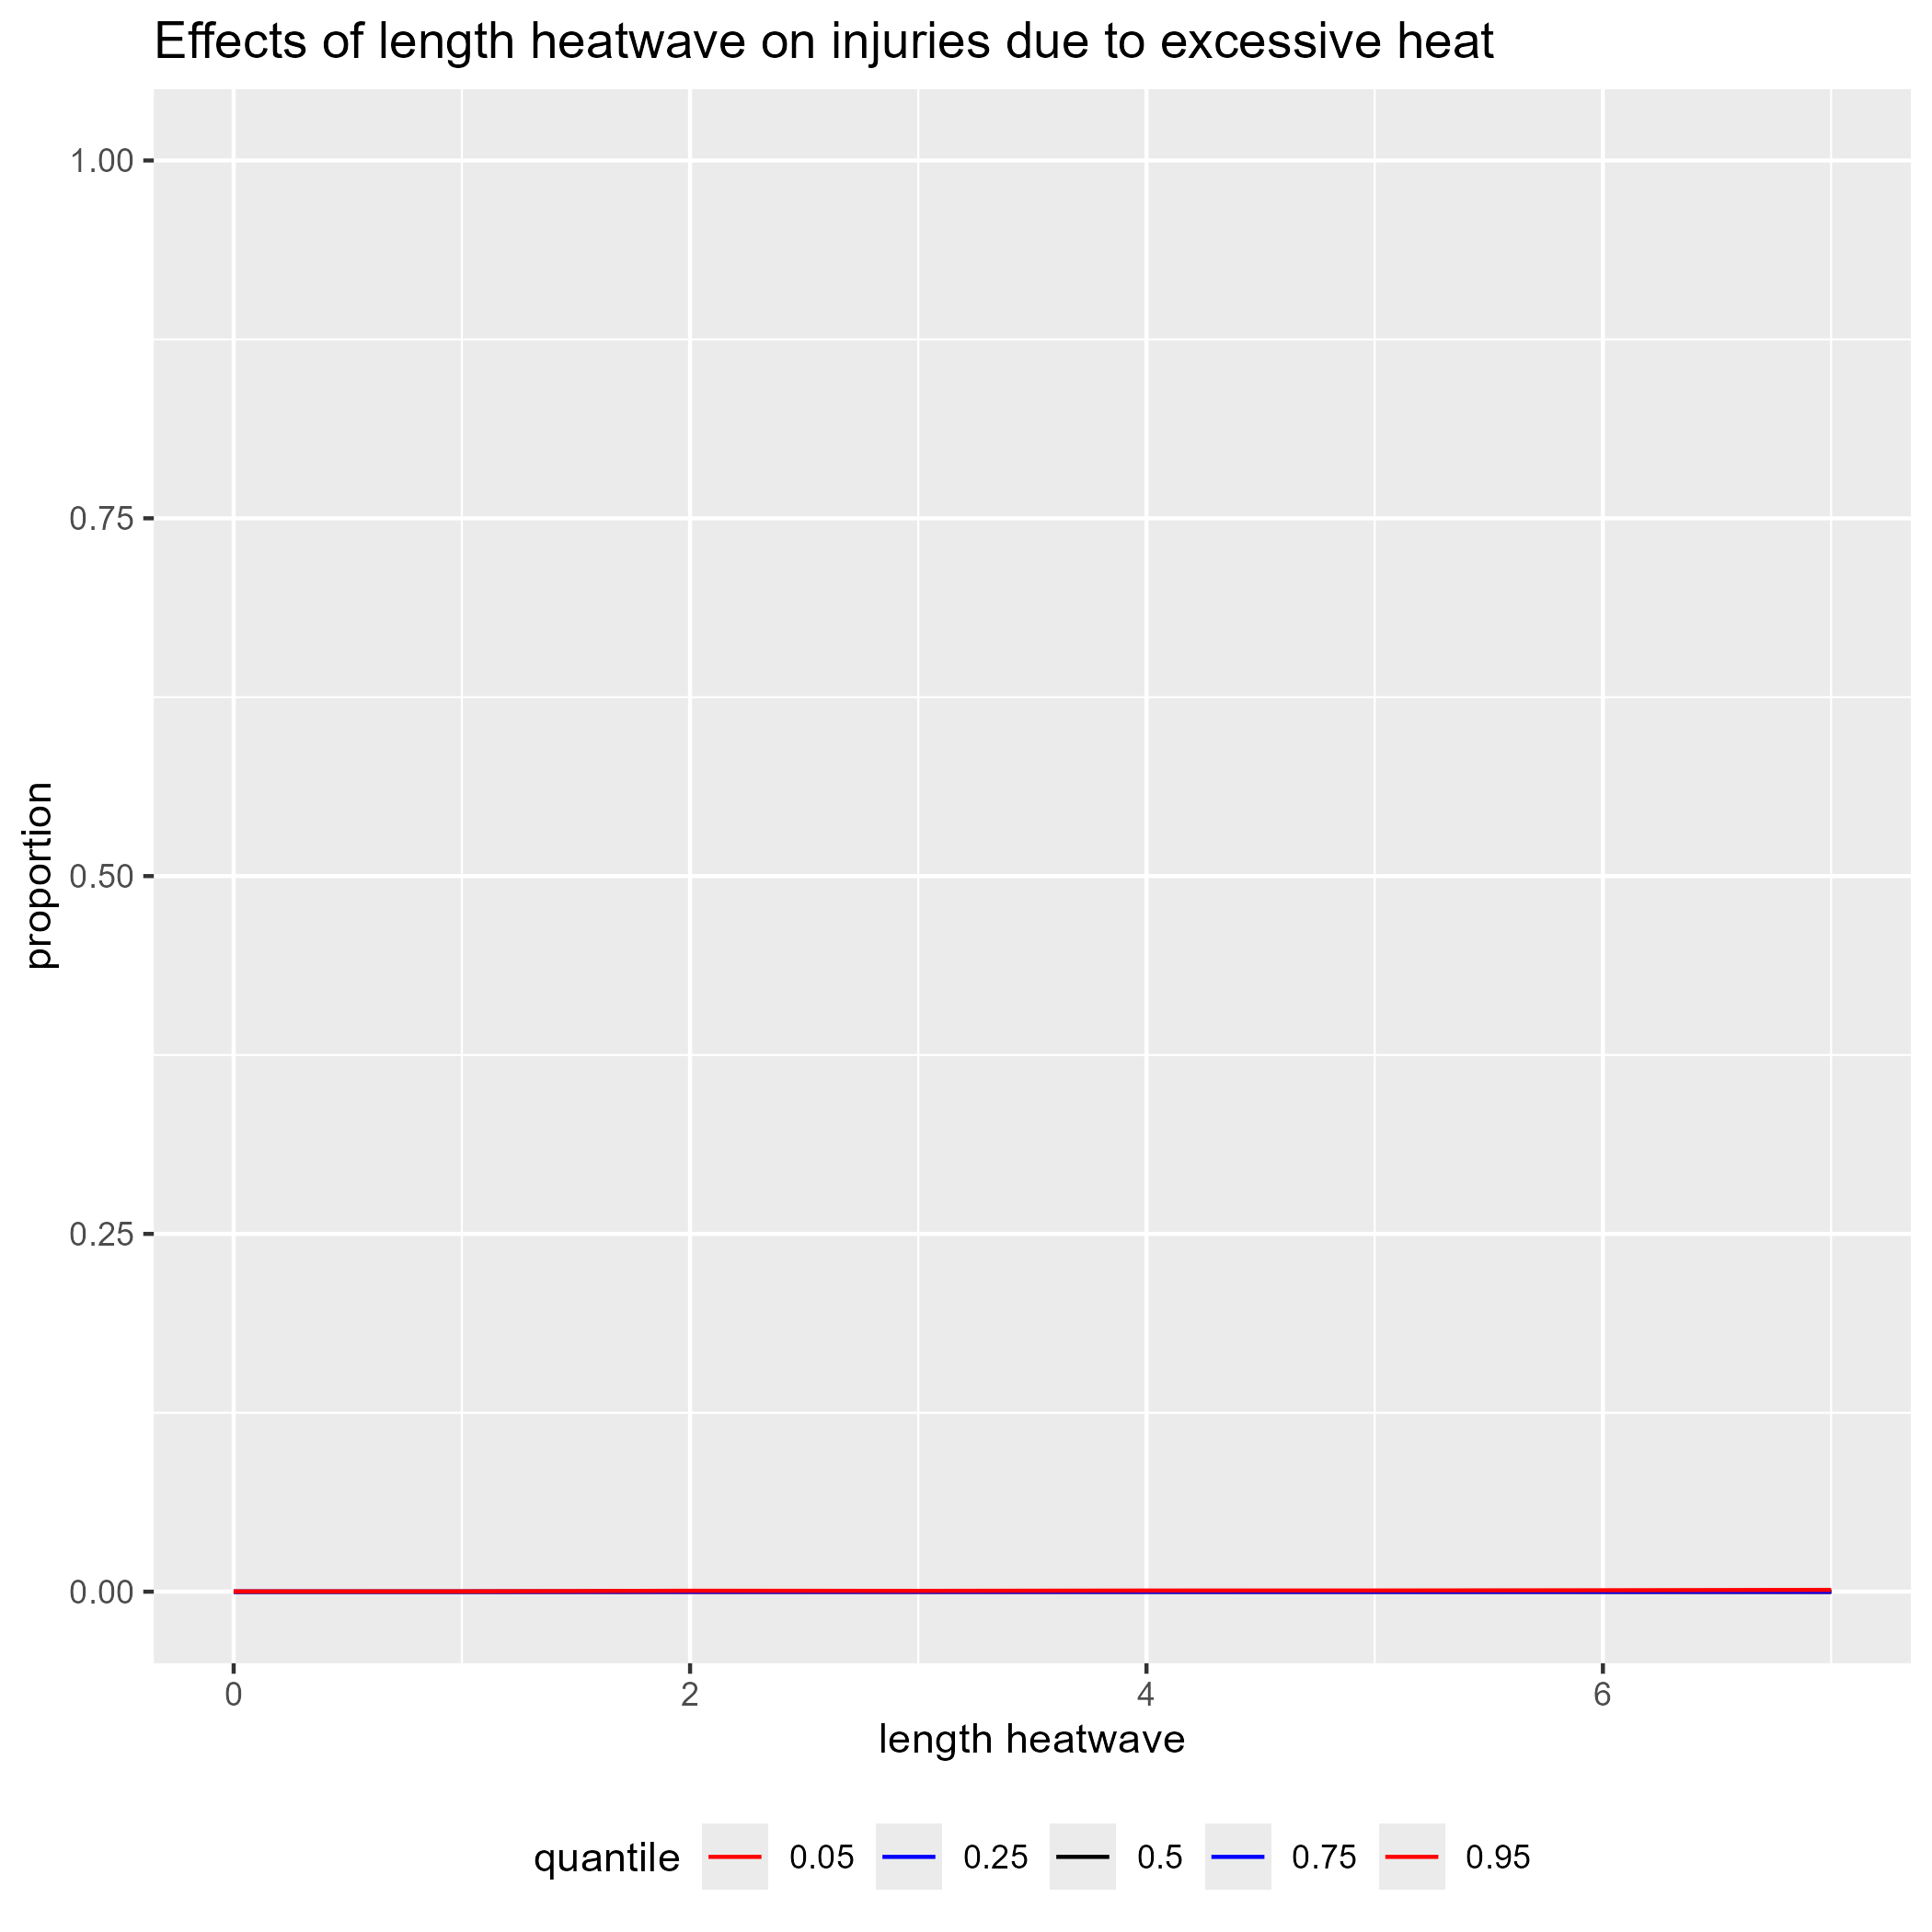 Effects of length heatwave on injuries due to excessive heat
1.00
0.75
0.50
0.25
0.00
proportion
0 2 4 6
length heatwave
quantile 0.05 0.25 0.5 0.75 0.95